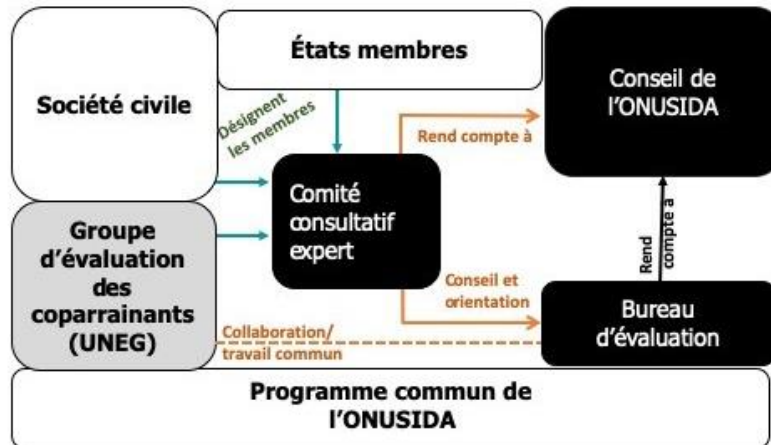 États membres
Société civile
Conseil de
l'ONUSIDA
Désignent
les membres
Rend compte à
Comité
consultatif
expert
Groupe
d'évaluation
des
coparrainants
(UNEG)
Rend
compte a
Conseil et
orientation
Bureau
d'évaluation
Collaboration/
travail commun
Programme commun de
l'ONUSIDA